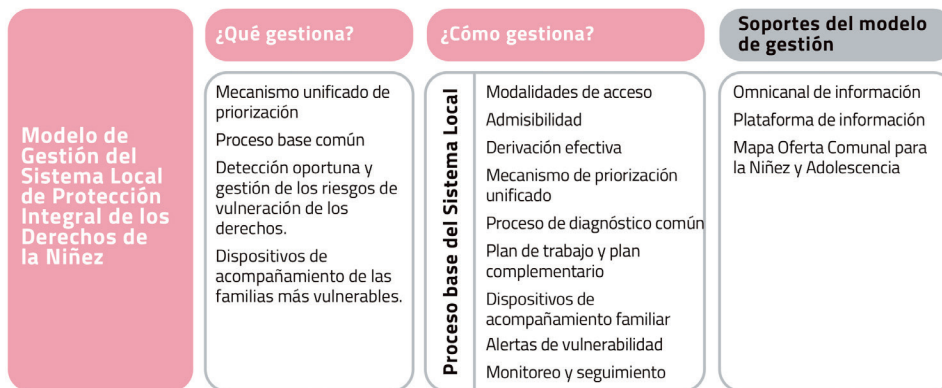 Modelo de
Gestión del
Sistema Local
de Protección
Integral de los
Derechos de
la Niñez
¿Qué gestiona?
Mecanismo unificado de
priorización
Proceso base común
Detección oportuna y
gestión de los riesgos de
vulneración de los
derechos.
Dispositivos de
acompañamiento de las
familias más vulnerables.
¿Cómo gestiona?
Proceso base del Sistema Local
Modalidades de acceso
Admisibilidad
Derivación efectiva
Mecanismo de priorización
unificado
Proceso de diagnóstico común
Plan de trabajo y plan
complementario
Dispositivos de
acompañamiento familiar
Alertas de vulnerabilidad
Monitoreo y seguimiento
Soportes del modelo
de gestión
Omnicanal de información
Plataforma de información
Mapa Oferta Comunal para
la Niñez y Adolescencia